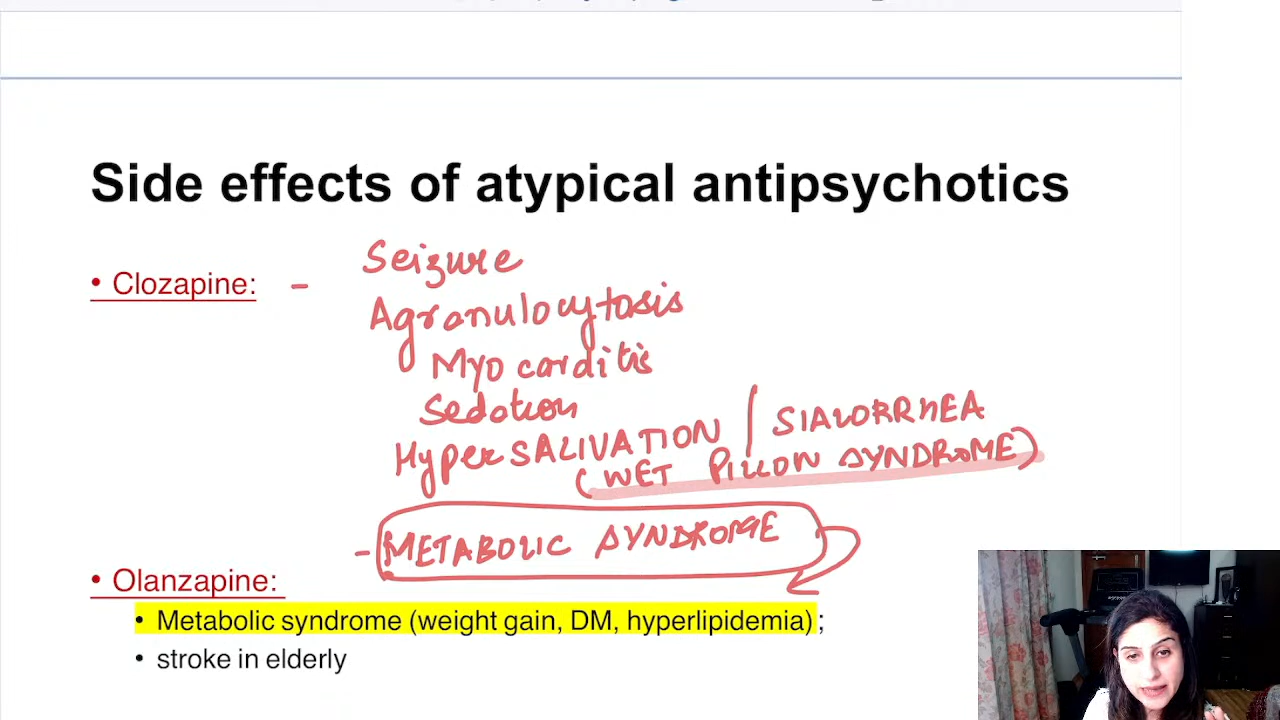 Side effects of atypical antipsychotics
• Clozapine: -
Seizure
Agranulocytosis
Myocarditis
Sedation
HyperSALIVATION / SIALORRHEA
(WET PILLOW SYNDROME)
- METABOLIC SYNDROME
• Olanzapine:
• Metabolic syndrome (weight gain, DM, hyperlipidemia) ;
• stroke in elderly